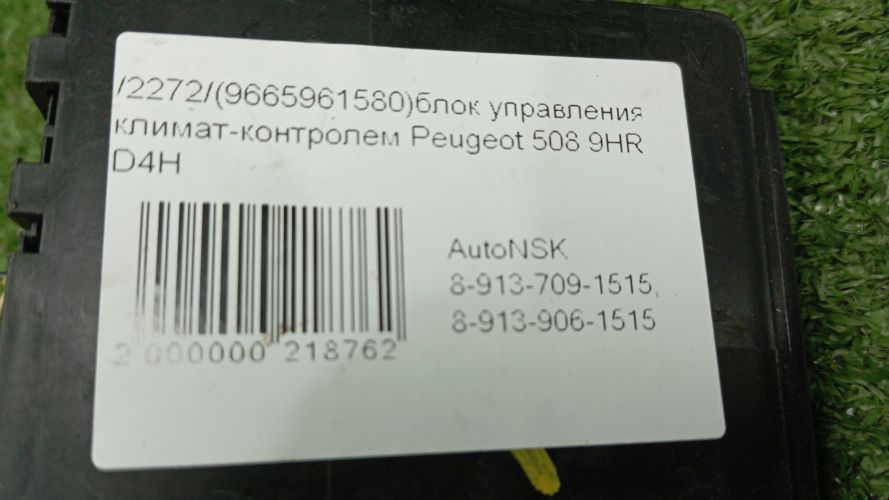 /2272/(9665961580)блок управления
климат-контролем Peugeot 508 9HR
D4H
AutoNSK
8-913-709-1515,
8-913-906-1515
2 000000 218762